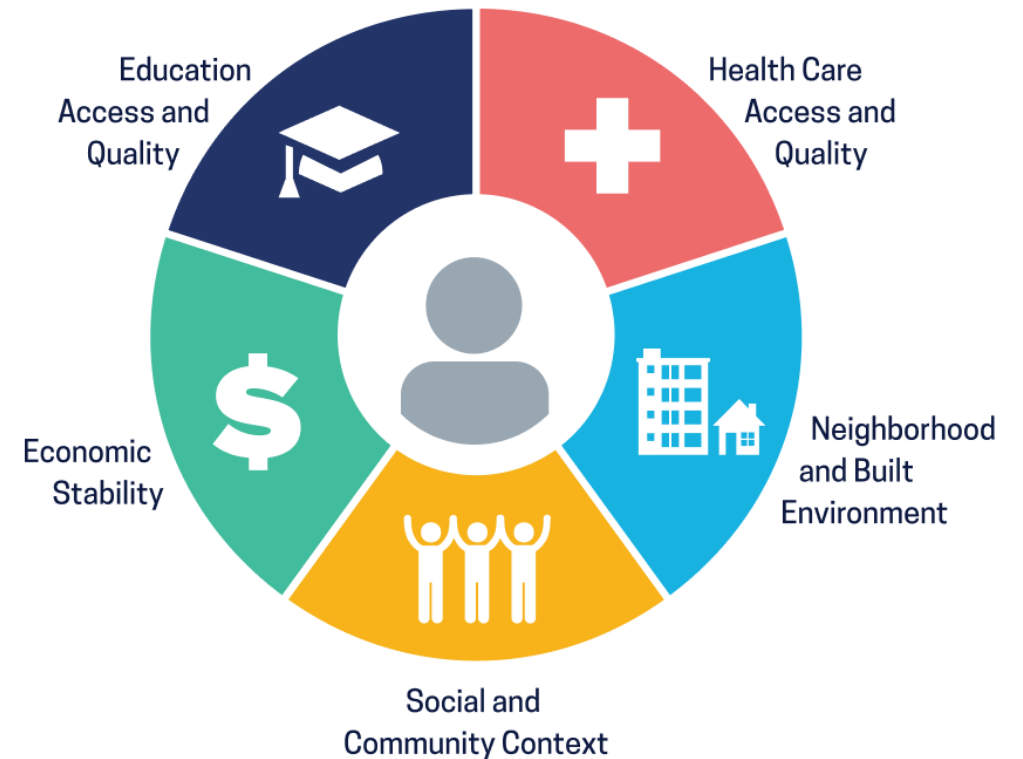 Education
Access and
Quality
Health Care
Access and
Quality
Economic
Stability
Neighborhood
and Built
Environment
Social and
Community Context